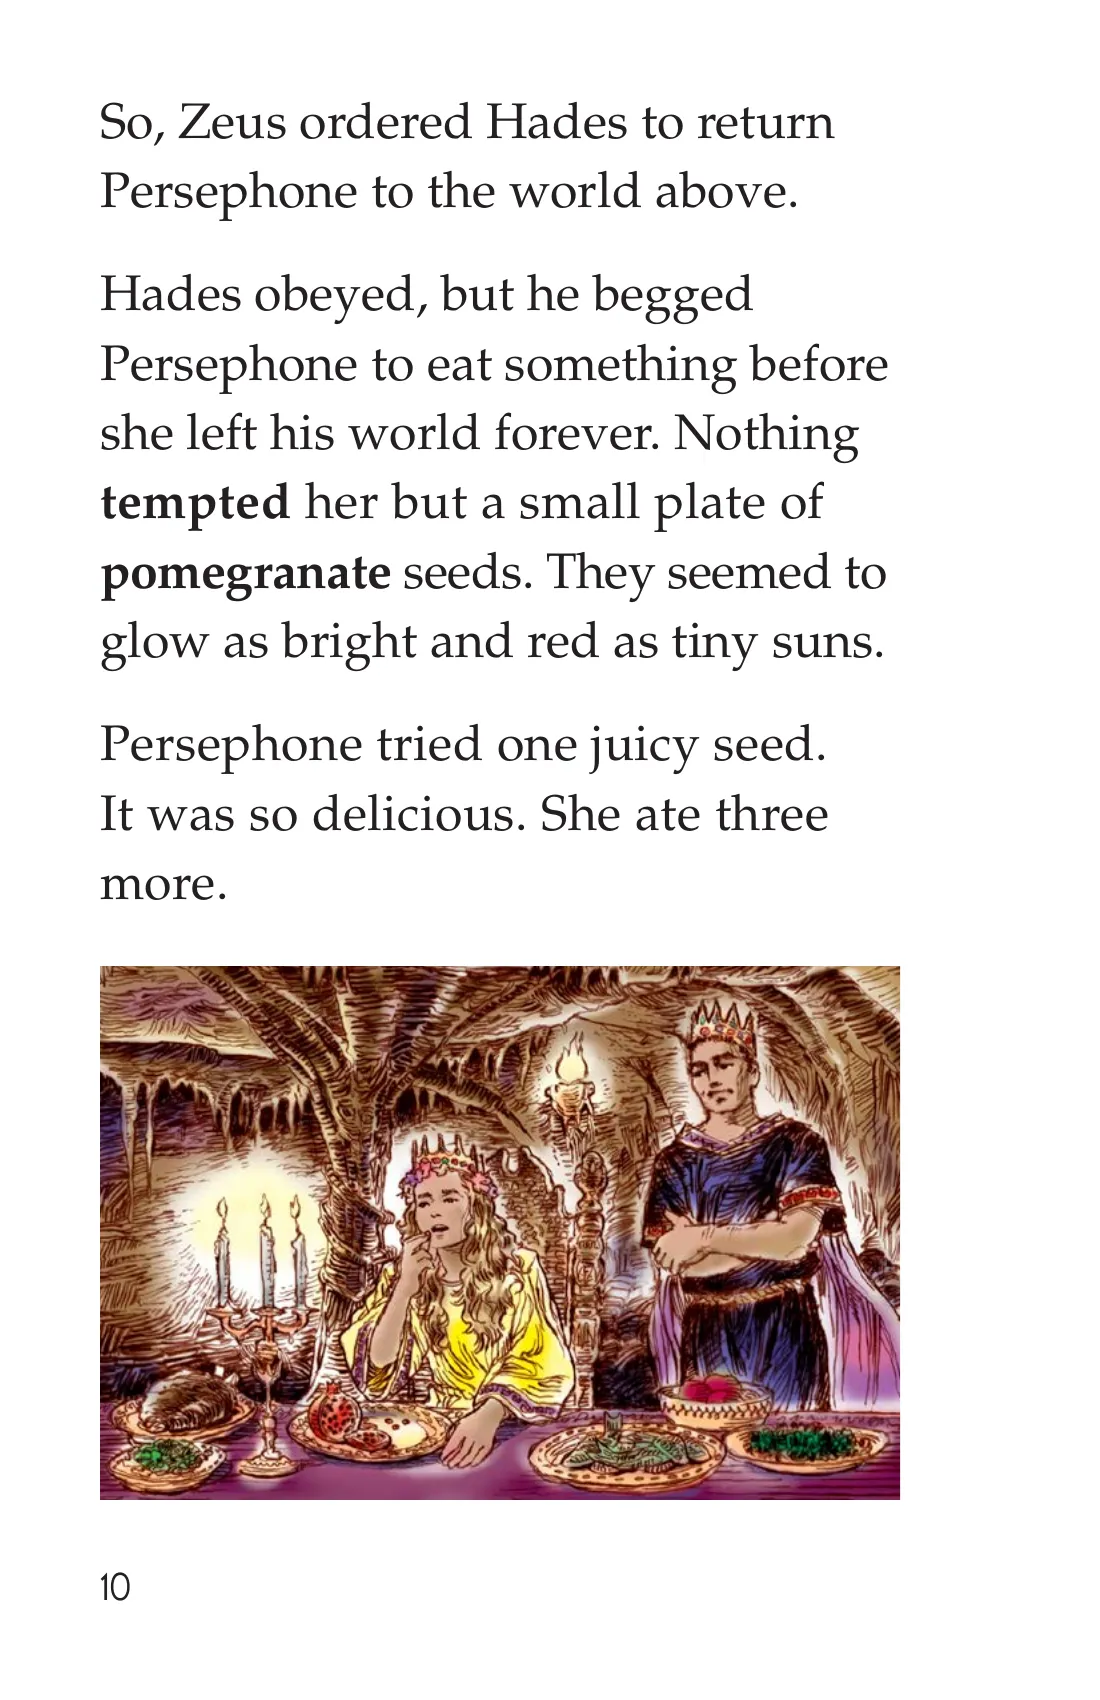 So, Zeus ordered Hades to return
Persephone to the world above.
Hades obeyed, but he begged
Persephone to eat something before
she left his world forever. Nothing
tempted her but a small plate of
pomegranate seeds. They seemed to
glow as bright and red as tiny suns.
Persephone tried one juicy seed.
It was so delicious. She ate three
more.
10